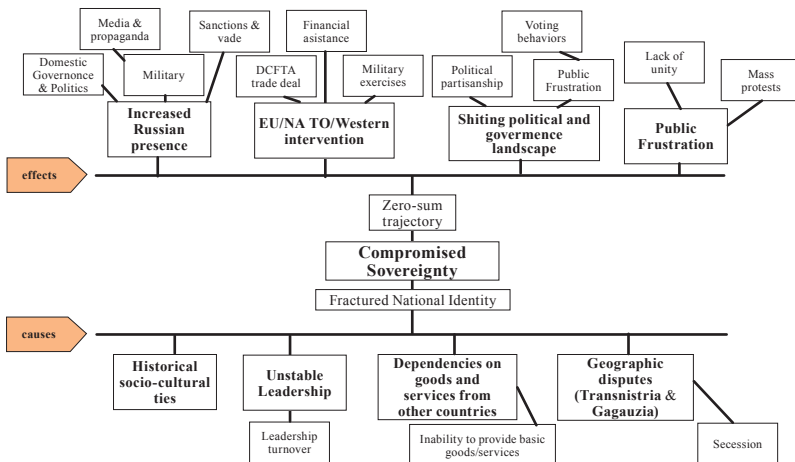 Media &
propaganda
Sanctions &
vade
Financial
asistance
Voting
behaviors
Domestic
Governonce
& Politics
Military
DCFTA
trade deal
Military
exercises
Political
partisanship
Public
Frustration
Lack of
unity
Mass
protests
Increased
Russian
presence
EU/NA TO/Western
intervention
Shiting political and
govermence
landscape
Public
Frustration
effects
Zero-sum
trajectory
Compromised
Sovereignty
Fractured National Identity
causes
Historical
socio-cultural
ties
Unstable
Leadership
Dependencies on
goods and
services from
other countries
Geographic
disputes
(Transnistria &
Gagauzia)
Leadership
turnover
Inability to provide basic
goods/services
Secession